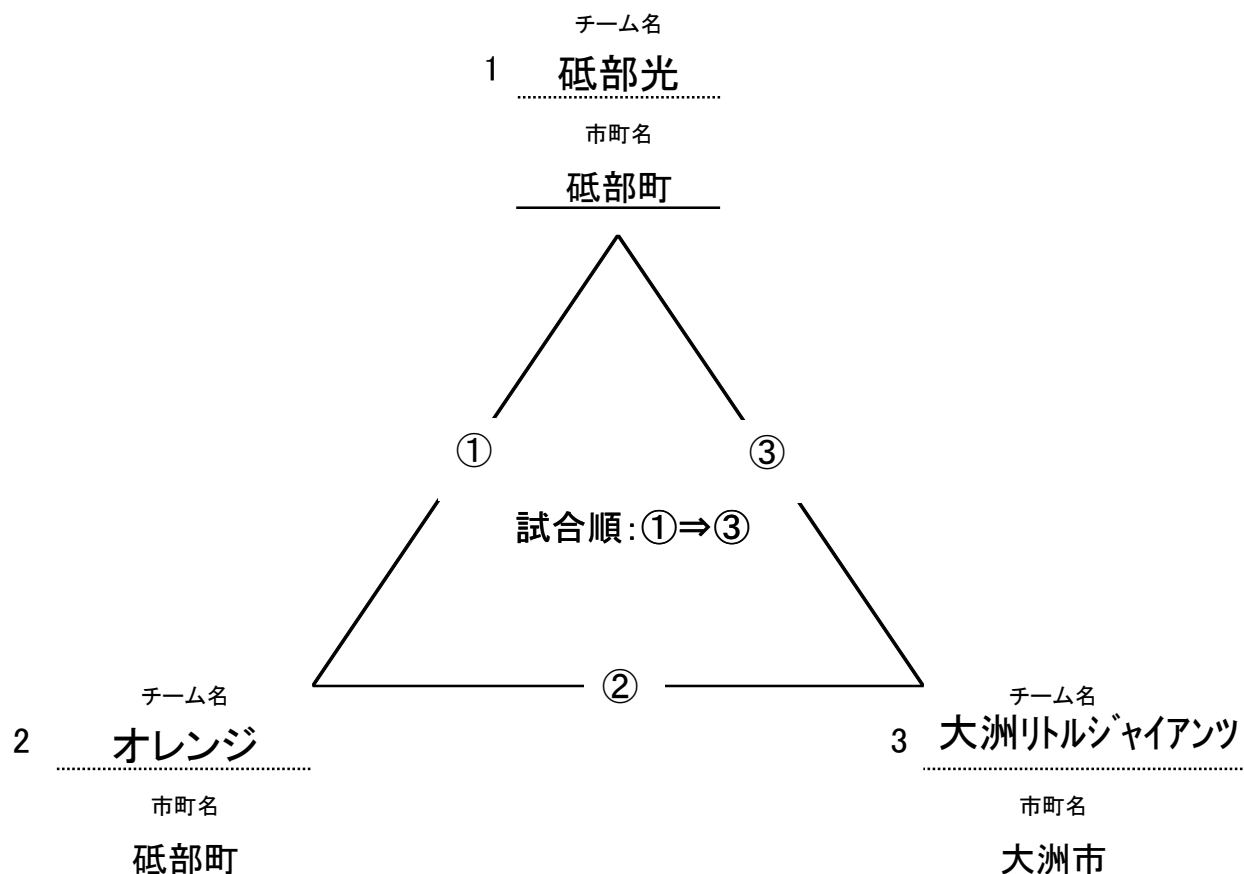 チーム名
1 砥部光
市町名
砥部町
① ③
試合順:①⇒③
②
チーム名 チーム名
2 オレンジ 3 大洲リトルジャイアンツ
市町名 市町名
砥部町 大洲市